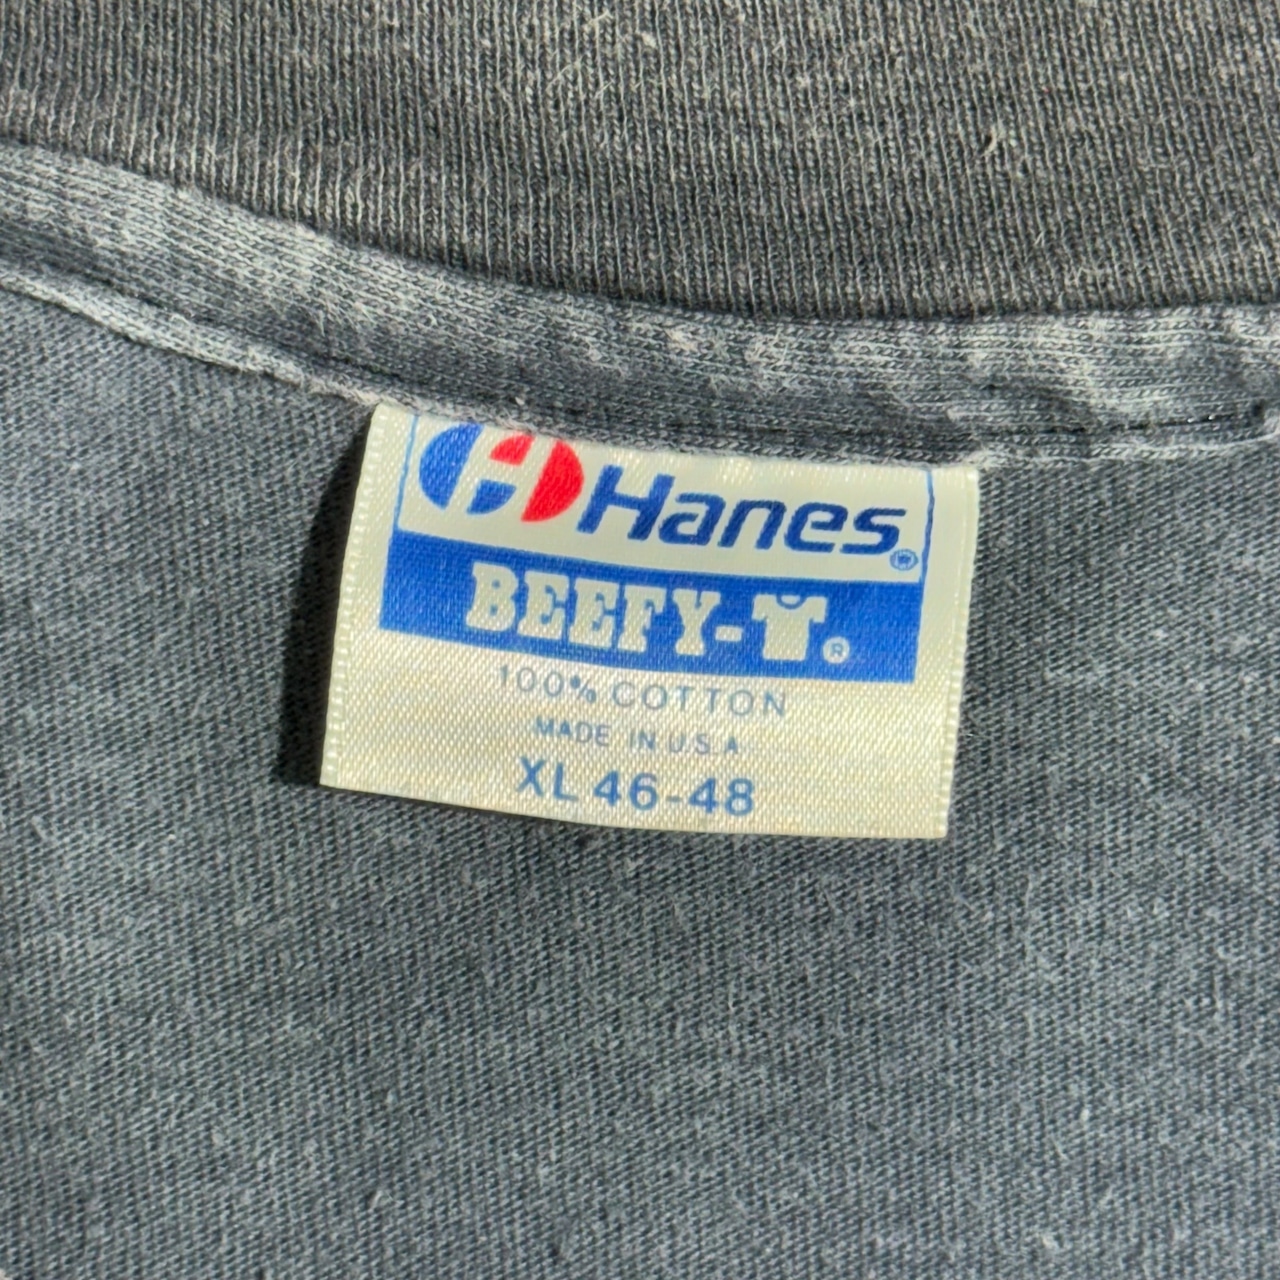 H Hanes®
BEEFY-T®
100% COTTON
MADE IN U.S.A.
XL 46-48